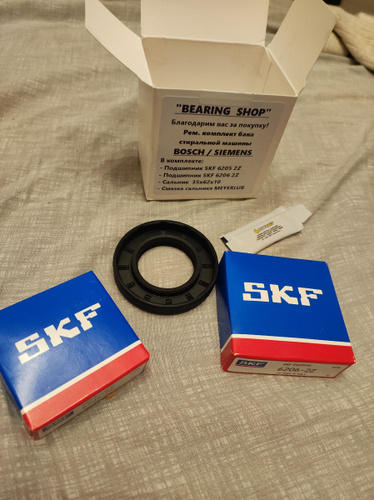 "BEARING SHOP"
Благодарим вас за покупку!
Рем. комплект бака
стиральной машины
BOSCH / SIEMENS
В комплекте:
- Подшипник SKF 6205 2Z
- Подшипник SKF 6206 2Z
- Сальник 35x62x10
- Смазка сальника MEYERLUB
SKF
SKF
SKF
6206-2Z